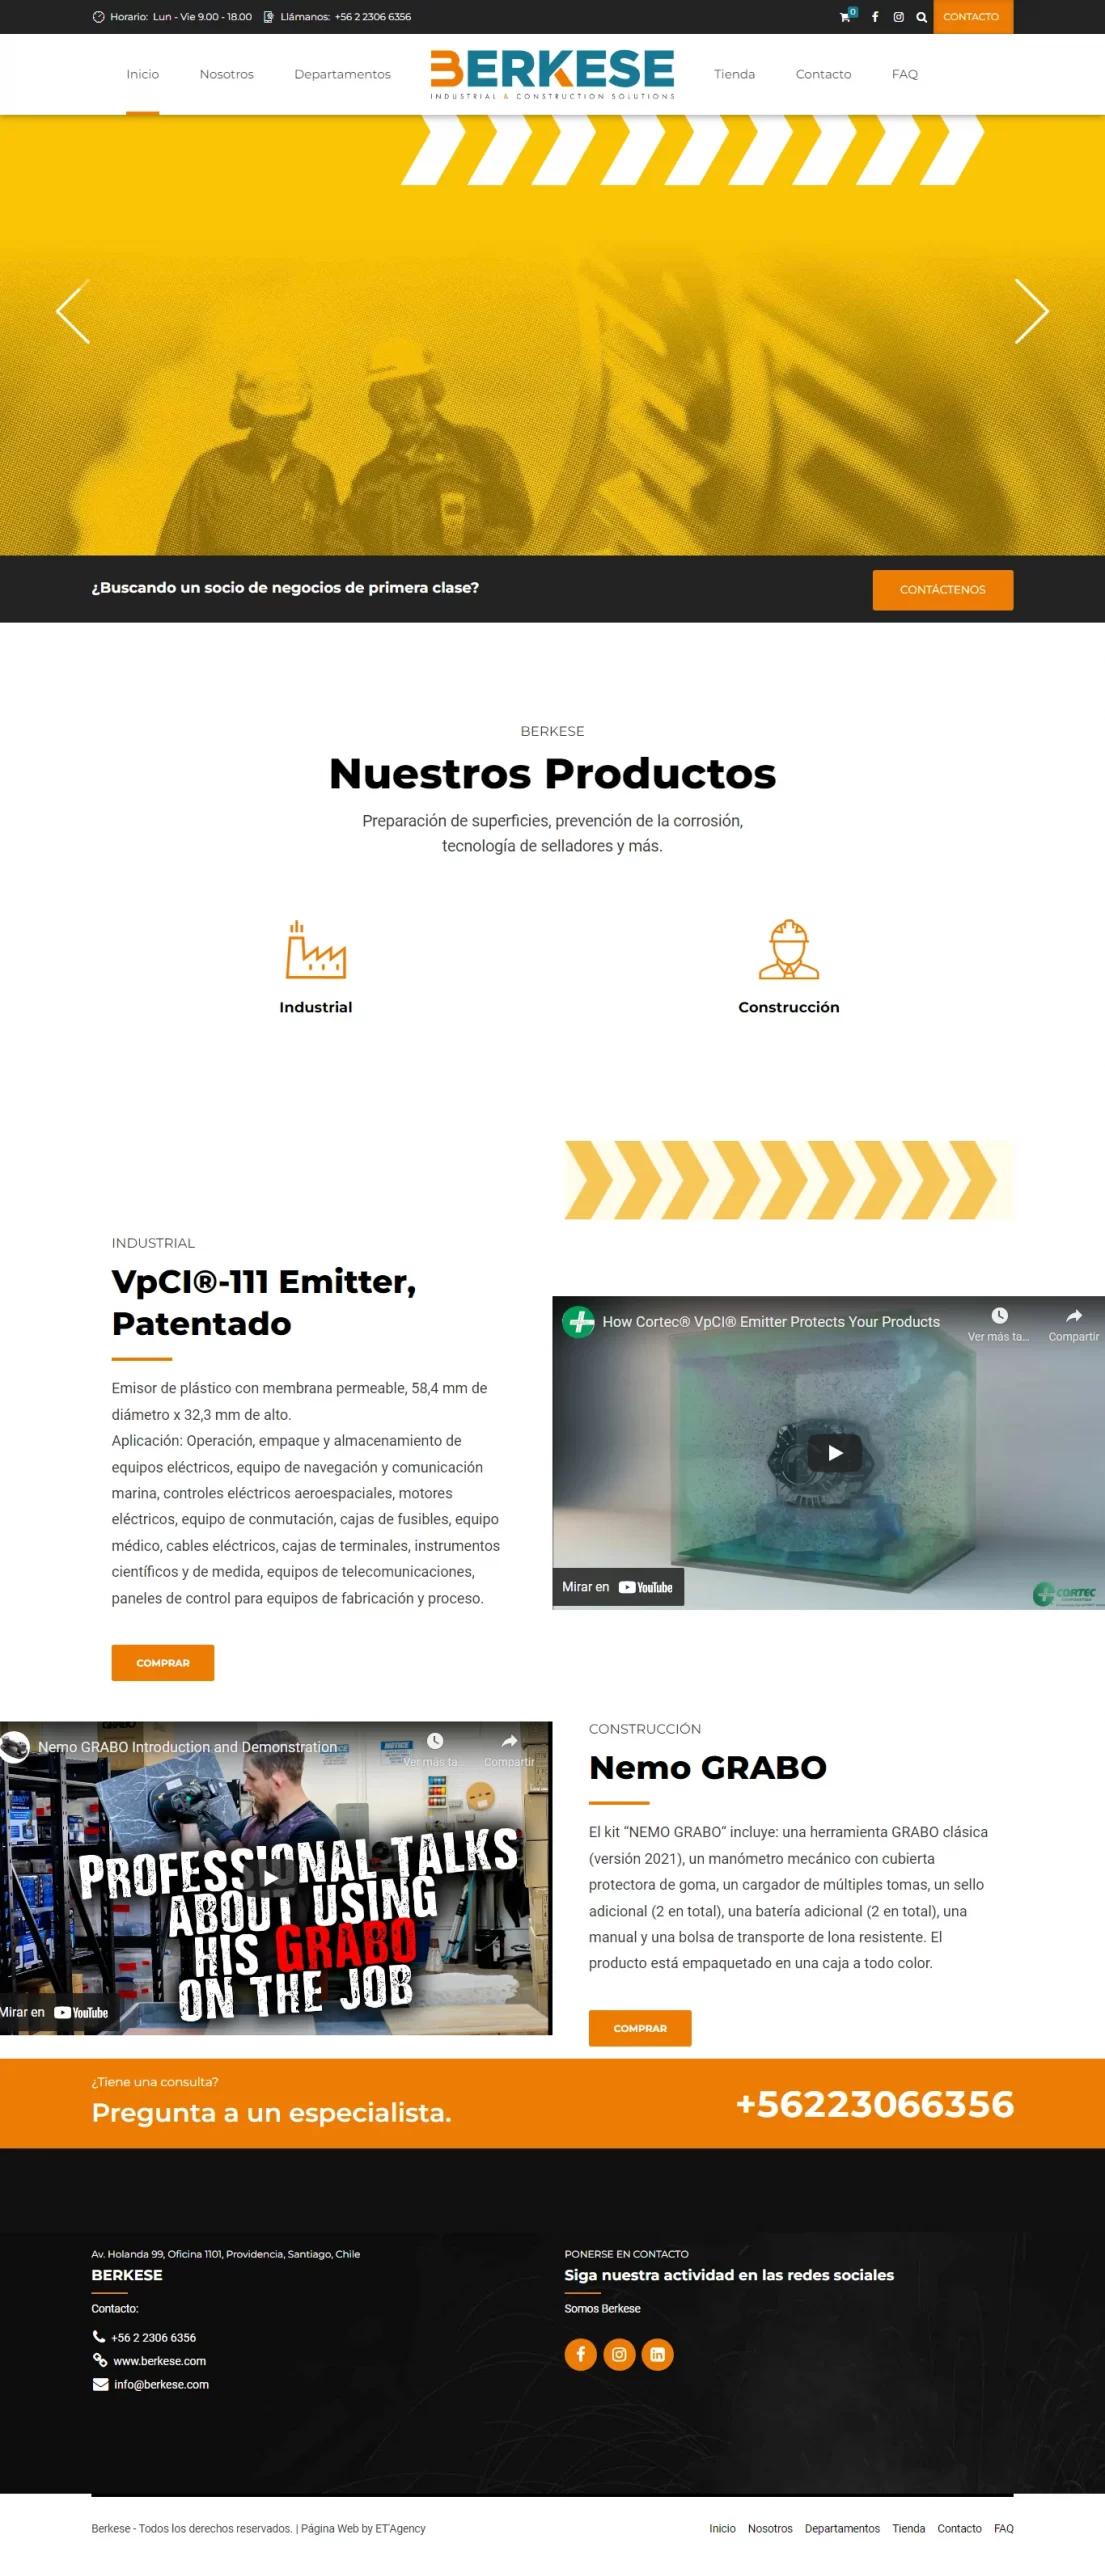 Horario: Lun - Vie 9.00 - 18.00 Llámanos: +56 2 2306 6356
0
CONTACTO
Inicio Nosotros Departamentos
BERKESE
INDUSTRIAL & CONSTRUCTION SOLUTIONS
Tienda Contacto FAQ
¿Buscando un socio de negocios de primera clase?
CONTÁCTENOS
BERKESE
Nuestros Productos
Preparación de superficies, prevención de la corrosión,
tecnología de selladores y más.
Industrial
Construcción
INDUSTRIAL
VpCI®-111 Emitter,
Patentado
Emisor de plástico con membrana permeable, 58,4 mm de
diámetro x 32,3 mm de alto.
Aplicación: Operación, empaque y almacenamiento de
equipos eléctricos, equipo de navegación y comunicación
marina, controles eléctricos aeroespaciales, motores
eléctricos, equipo de conmutación, cajas de fusibles, equipo
médico, cables eléctricos, cajas de terminales, instrumentos
científicos y de medida, equipos de telecomunicaciones,
paneles de control para equipos de fabricación y proceso.
COMPRAR
How Cortec® VpCI® Emitter Protects Your Products
Ver más ta...
Compartir
Mirar en YouTube
CORTEC
Nemo GRABO Introduction and Demonstration
Ver más ta...
Compartir
NOTICE
PROFESSIONAL TALKS
ABOUT USING
HIS GRABO
ON THE JOB
Mirar en YouTube
CONSTRUCCIÓN
Nemo GRABO
El kit “NEMO GRABO” incluye: una herramienta GRABO clásica
(versión 2021), un manómetro mecánico con cubierta
protectora de goma, un cargador de múltiples tomas, un sello
adicional (2 en total), una batería adicional (2 en total), una
manual y una bolsa de transporte de lona resistente. El
producto está empaquetado en una caja a todo color.
COMPRAR
¿Tiene una consulta?
Pregunta a un especialista.
+56223066356
Av. Holanda 99, Oficina 1101, Providencia, Santiago, Chile
BERKESE
Contacto:
+56 2 2306 6356
www.berkese.com
info@berkese.com
PONERSE EN CONTACTO
Siga nuestra actividad en las redes sociales
Somos Berkese
Berkese - Todos los derechos reservados. | Página Web by ET'Agency
Inicio Nosotros Departamentos Tienda Contacto FAQ